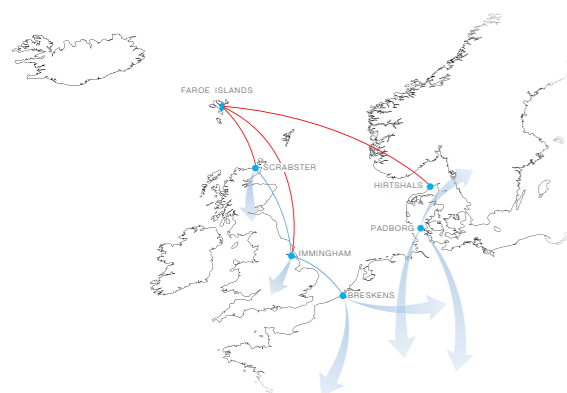 FAROE ISLANDS
SCRABSTER
HIRTSHALS
PADBORG
IMMINGHAM
BRESKENS